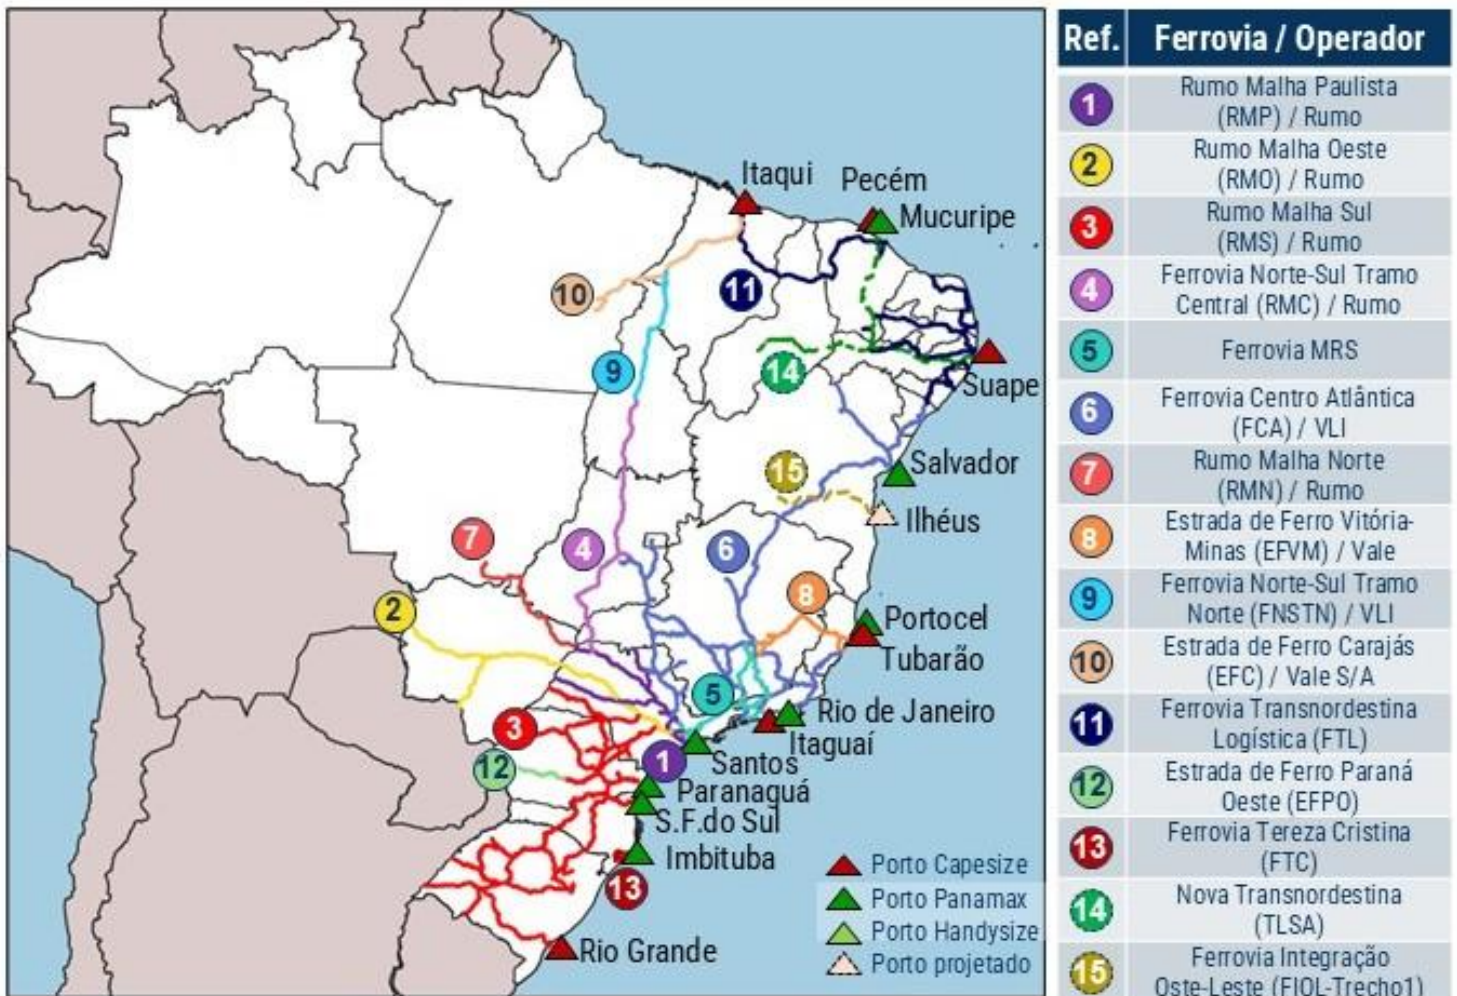 Itaqui
Pecém
Mucuripe
10
11
9
14
Suape
15
Salvador
Ilhéus
7
4
6
8
2
Portocel
Tubarão
5
Rio de Janeiro
3
Itaguaí
1
Santos
12
Paranaguá
S.F.do Sul
Imbituba
13
Rio Grande
Porto Capesize
Porto Panamax
Porto Handysize
Porto projetado
Ref. Ferrovia / Operador
1 Rumo Malha Paulista
(RMP) / Rumo
2 Rumo Malha Oeste
(RMO) / Rumo
3 Rumo Malha Sul
(RMS) / Rumo
4 Ferrovia Norte-Sul Tramo
Central (RMC) / Rumo
5 Ferrovia MRS
6 Ferrovia Centro Atlântica
(FCA) / VLI
7 Rumo Malha Norte
(RMN) / Rumo
8 Estrada de Ferro Vitória-
Minas (EFVM) / Vale
9 Ferrovia Norte-Sul Tramo
Norte (FNSTN) / VLI
10 Estrada de Ferro Carajás
(EFC) / Vale S/A
11 Ferrovia Transnordestina
Logística (FTL)
12 Estrada de Ferro Paraná
Oeste (EFPO)
13 Ferrovia Tereza Cristina
(FTC)
14 Nova Transnordestina
(TLSA)
15 Ferrovia Integração
Oste-Leste (FIOL-Trecho1)